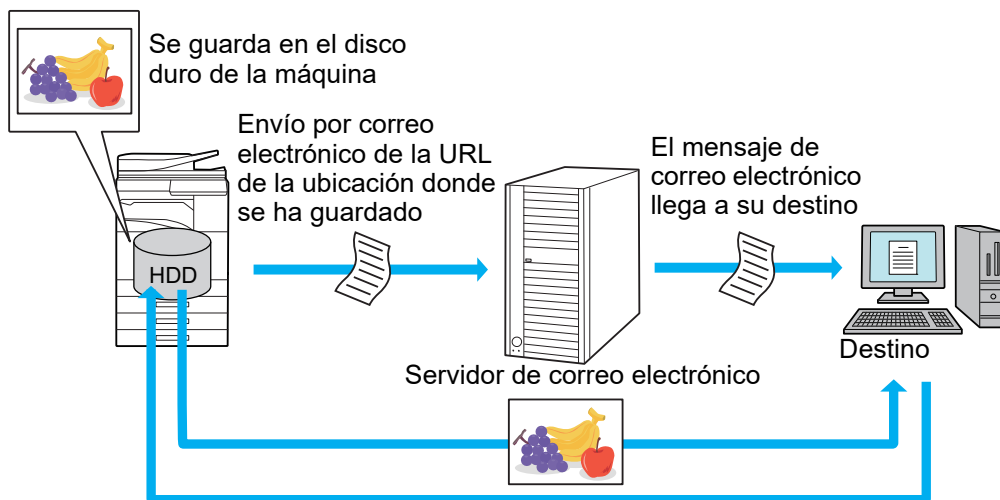 Se guarda en el disco
duro de la máquina
Envío por correo
electrónico de la URL
de la ubicación donde
se ha guardado
El mensaje de
correo electrónico
llega a su destino
HDD
Destino
Servidor de correo electrónico